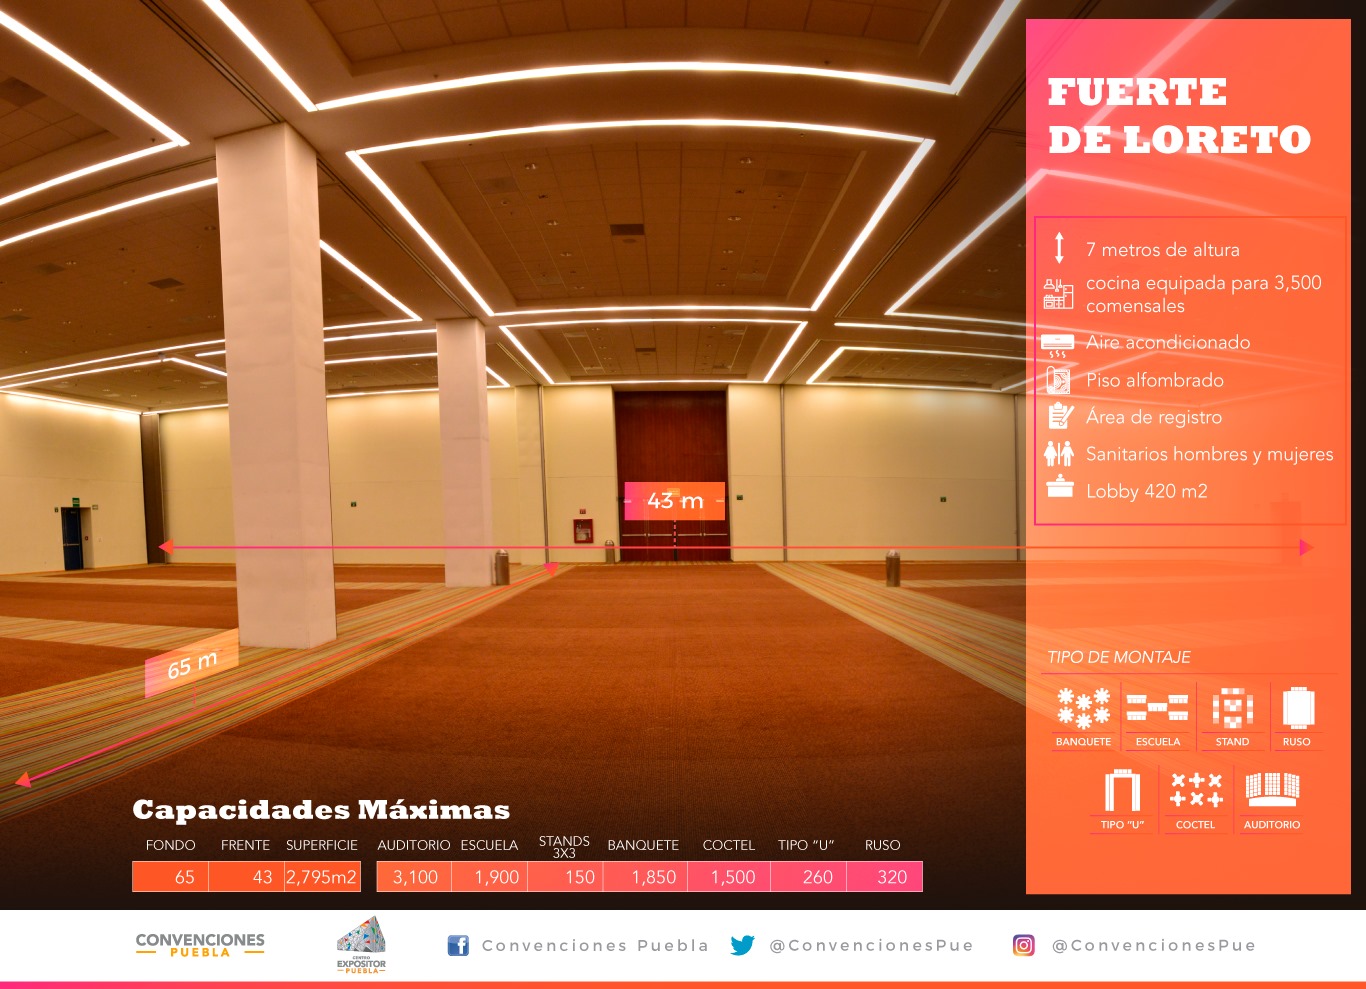 FUERTE
DE LORETO
7 metros de altura
cocina equipada para 3,500
comensales
Aire acondicionado
Piso alfombrado
Área de registro
Sanitarios hombres y mujeres
Lobby 420 m2
43 m
65 m
TIPO DE MONTAJE
BANQUETE ESCUELA STAND RUSO
TIPO “U” COCTEL AUDITORIO
Capacidades Máximas
FONDO FRENTE SUPERFICIE AUDITORIO ESCUELA STANDS 3X3 BANQUETE COCTEL TIPO “U” RUSO
65 43 2,795m2 3,100 1,900 150 1,850 1,500 260 320
CONVENCIONES
PUEBLA
CENTRO
EXPOSITOR
PUEBLA
Convenciones Puebla @ConvencionesPue @ConvencionesPue